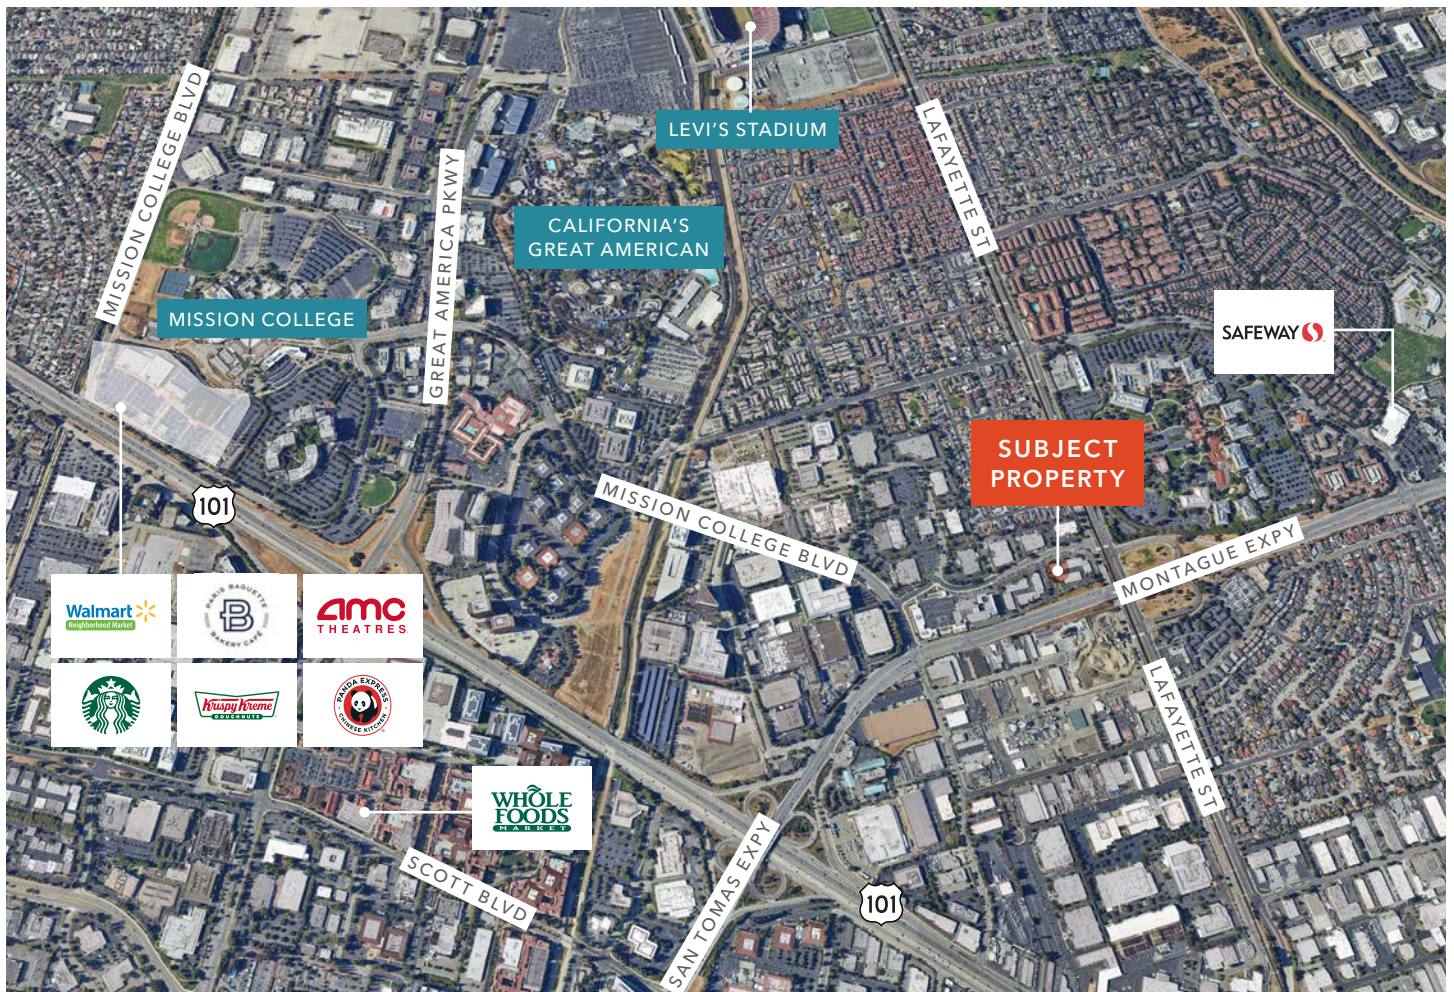 LEVI'S STADIUM
MISSION COLLEGE BLVD
LAFAYETTE ST
GREAT AMERICA PKWY
CALIFORNIA'S
GREAT AMERICAN
MISSION COLLEGE
SAFEWAY
SUBJECT
PROPERTY
101
MISSION COLLEGE BLVD
MONTAGUE EXPY
Walmart
Neighborhood Market
PARIS BAGUETTE
B
BAKERY CAFÉ
amc
THEATRES
Krispy Kreme
DOUGHNUTS
PANDA EXPRESS
CHINESE KITCHEN
LAFAYETTE ST
WHOLE
FOODS
MARKET
SCOTT BLVD
SAN TOMAS EXPY
101